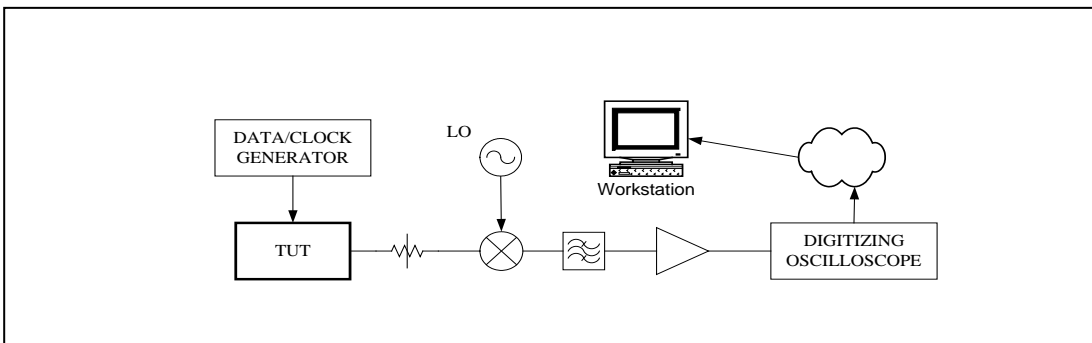 DATA/CLOCK
GENERATOR
LO
Workstation
TUT
DIGITIZING
OSCILLOSCOPE